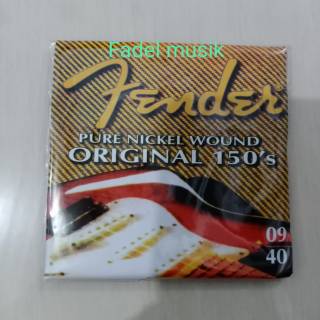 Fadel musik
Fender
PURE NICKEL WOUND
ORIGINAL 150's
09
40